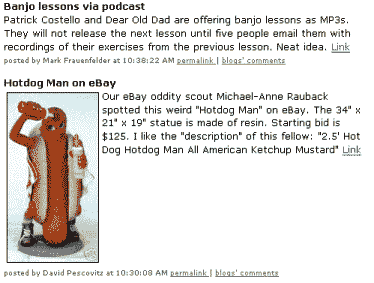 Banjo lessons via podcast
Patrick Costello and Dear Old Dad are offering banjo lessons as MP3s.
They will not release the next lesson until five people email them with
recordings of their exercises from the previous lesson. Neat idea. Link
posted by Mark Frauenfelder at 10:38:22 AM permalink | blogs' comments
Hotdog Man on eBay
Our eBay oddity scout Michael-Anne Rauback
spotted this weird "Hotdog Man" on eBay. The 34" x
21" x 19" statue is made of resin. Starting bid is
$125. I like the "description" of this fellow: "2.5' Hot
Dog Hotdog Man All American Ketchup Mustard" Link
posted by David Pescovitz at 10:30:08 AM permalink | blogs' comments